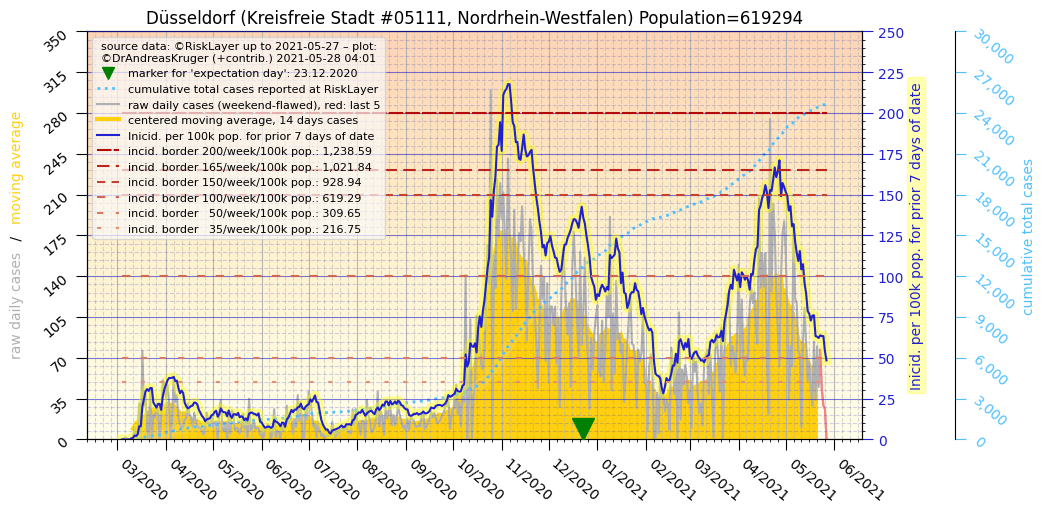 Düsseldorf (Kreisfreie Stadt #05111, Nordrhein-Westfalen) Population=619294
source data: ©RiskLayer up to 2021-05-27 – plot:
©DrAndreasKruger (+contrib.) 2021-05-28 04:01
marker for 'expectation day': 23.12.2020
cumulative total cases reported at RiskLayer
raw daily cases (weekend-flawed), red: last 5
centered moving average, 14 days cases
Inicid. per 100k pop. for prior 7 days of date
incid. border 200/week/100k pop.: 1,238.59
incid. border 165/week/100k pop.: 1,021.84
incid. border 150/week/100k pop.: 928.94
incid. border 100/week/100k pop.: 619.29
incid. border   50/week/100k pop.: 309.65
incid. border   35/week/100k pop.: 216.75
raw daily cases / moving average
350
315
280
245
210
175
140
105
70
35
0
250
225
200
175
150
125
100
75
50
25
0
Inicid. per 100k pop. for prior 7 days of date
30,000
27,000
24,000
21,000
18,000
15,000
12,000
9,000
6,000
3,000
0
cumulative total cases
03/2020
04/2020
05/2020
06/2020
07/2020
08/2020
09/2020
10/2020
11/2020
12/2020
01/2021
02/2021
03/2021
04/2021
05/2021
06/2021